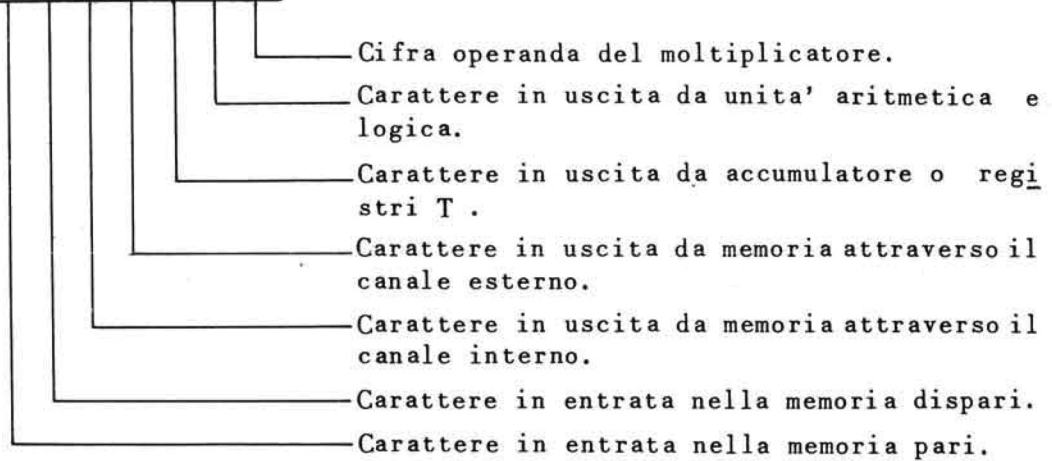 Cifra operanda del moltiplicatore.
Carattere in uscita da unita' aritmetica e
logica.
Carattere in uscita da accumulatore o regi
stri T .
Carattere in uscita da memoria attraverso il
canale esterno.
Carattere in uscita da memoria attraverso il
canale interno.
Carattere in entrata nella memoria dispari.
Carattere in entrata nella memoria pari.